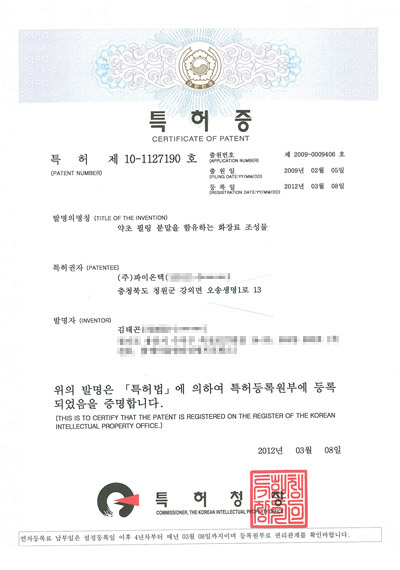 특허증
CERTIFICATE OF PATENT
특 허 제 10-1127190 호
(PATENT NUMBER)
출원번호 제 2009-0009406 호
(APPLICATION NUMBER)
출원일 2009년 02월 05일
(FILING DATE:YY/MM/DD)
등록일 2012년 03월 08일
(REGISTRATION DATE:YY/MM/DD)
발명의명칭 (TITLE OF THE INVENTION)
약초 필링 분말을 함유하는 화장료 조성물
특허권자 (PATENTEE)
(주)파이온텍(
충청북도 청원군 강외면 오송생명1로 13
발명자 (INVENTOR)
김태곤
위의 발명은 「특허법」에 의하여 특허등록원부에 등록
되었음을 증명합니다.
(THIS IS TO CERTIFY THAT THE PATENT IS REGISTERED ON THE REGISTER OF THE KOREAN
INTELLECTUAL PROPERTY OFFICE.)
2012년 03월 08일
특허청장
COMMISSIONER, THE KOREAN INTELLECTUAL PROPERTY OFFICE
연차등록료 납부일은 설정등록일 이후 4년차부터 매년 03월 08일까지이며 등록원부로 권리관계를 확인바랍니다.